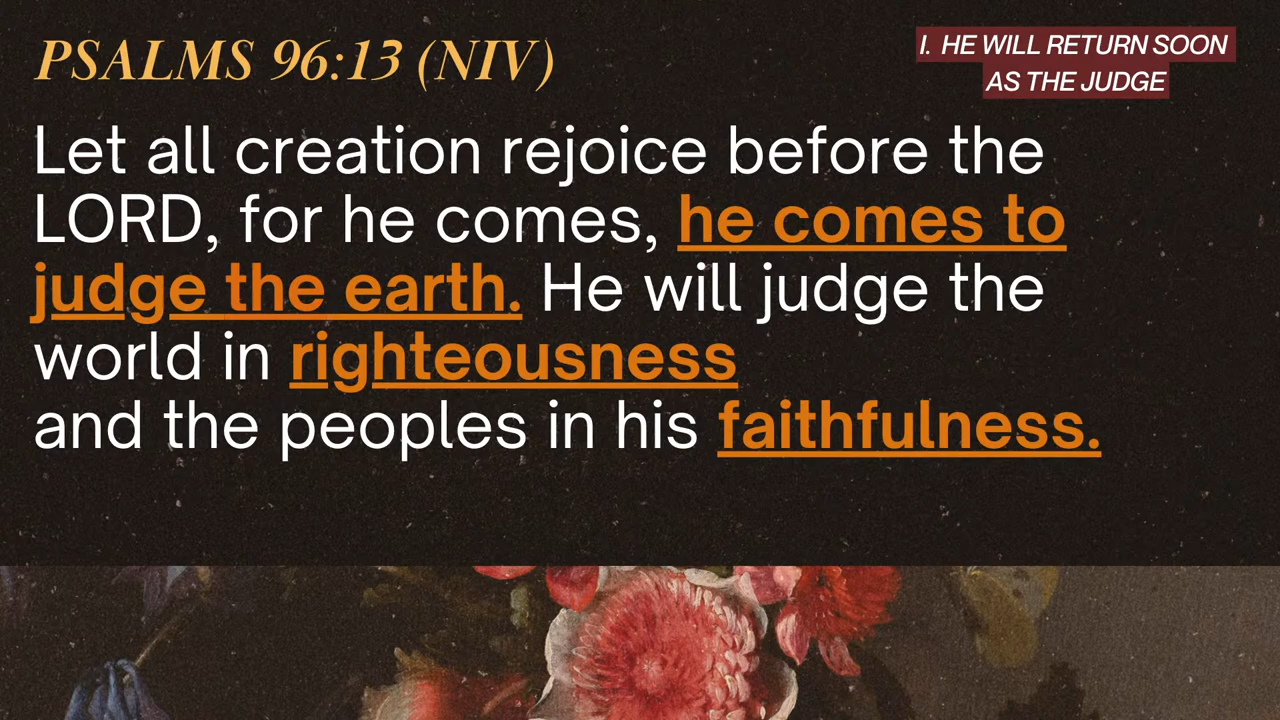 PSALMS 96:13 (NIV)
I. HE WILL RETURN SOON
AS THE JUDGE
Let all creation rejoice before the
LORD, for he comes, he comes to
judge the earth. He will judge the
world in righteousness
and the peoples in his faithfulness.